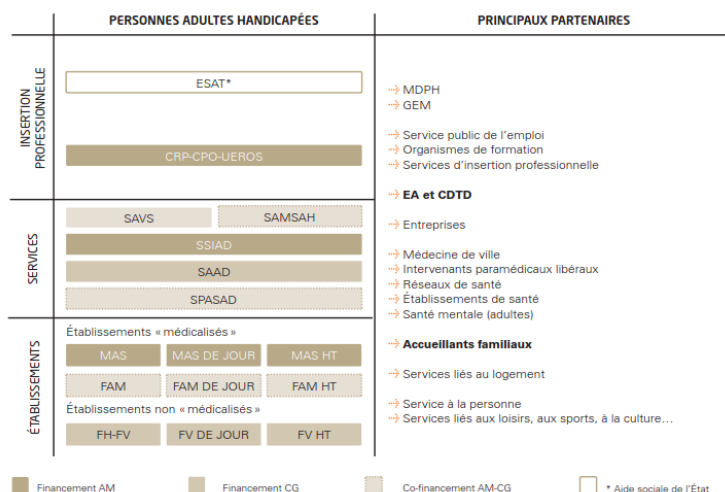 PERSONNES ADULTES HANDICAPÉES
PRINCIPAUX PARTENAIRES
INSERTION
PROFESSIONNELLE
ESAT*
CRP-CPO-UEROS
SERVICES
SAVS
SAMSAH
SSIAD
SAAD
SPASAD
ÉTABLISSEMENTS
Établissements « médicalisés »
MAS
MAS DE JOUR
MAS HT
FAM
FAM DE JOUR
FAM HT
Établissements non « médicalisés »
FH-FV
FV DE JOUR
FV HT
MDPH
GEM
Service public de l'emploi
Organismes de formation
Services d'insertion professionnelle
EA et CDTD
Entreprises
Médecine de ville
Intervenants paramédicaux libéraux
Réseaux de santé
Établissements de santé
Santé mentale (adultes)
Accueillants familiaux
Services liés au logement
Service à la personne
Services liés aux loisirs, aux sports, à la culture…
Financement AM
Financement CG
Co-financement AM-CG
* Aide sociale de l'État